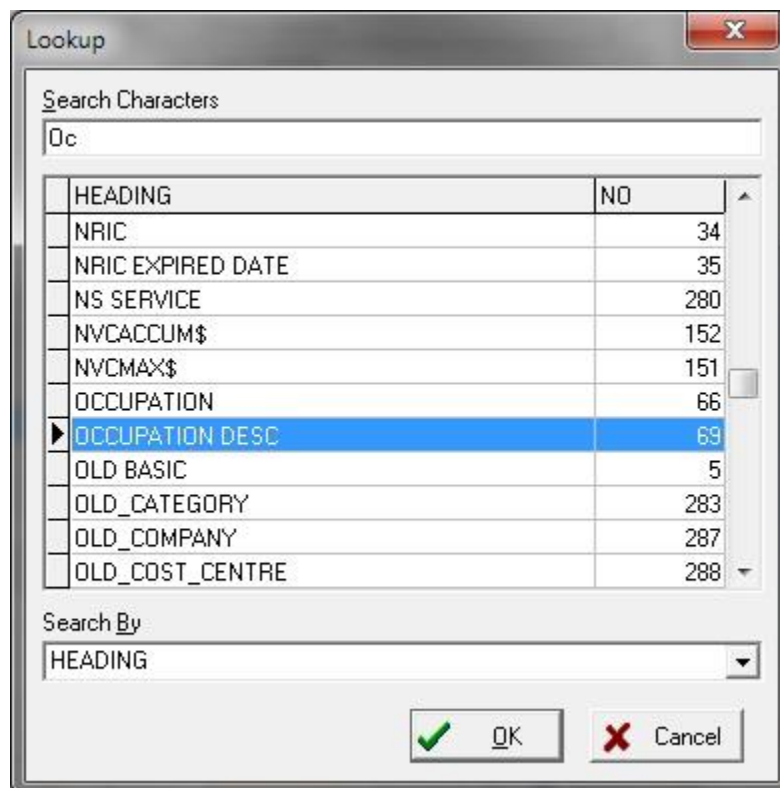 Lookup
Search Characters
Oc
HEADING NO
NRIC 34
NRIC EXPIRED DATE 35
NS SERVICE 280
NVCACCUM$ 152
NVCMAX$ 151
OCCUPATION 66
OCCUPATION DESC 69
OLD BASIC 5
OLD_CATEGORY 283
OLD_COMPANY 287
OLD_COST_CENTRE 288
Search By
HEADING
OK Cancel